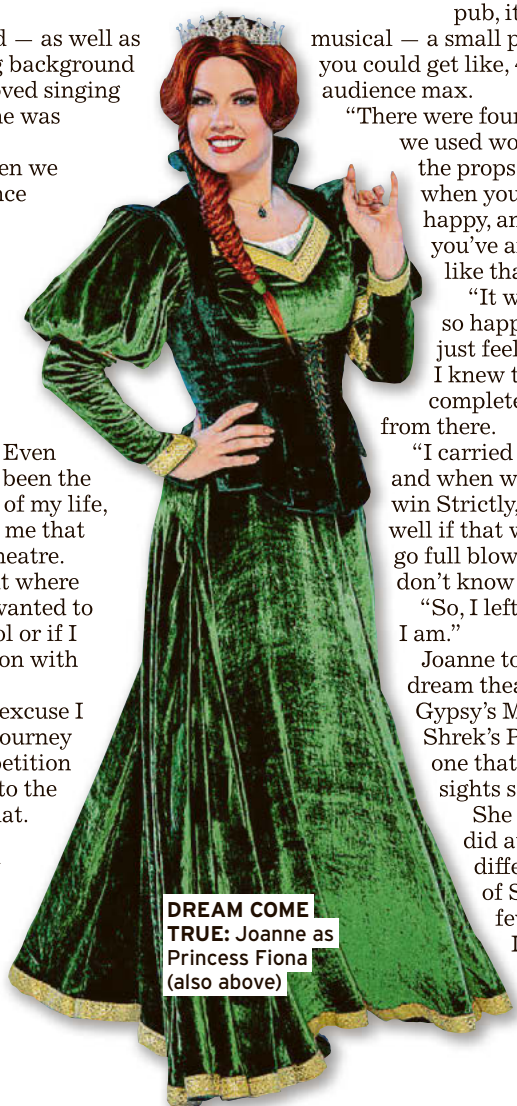 d — as well as
g background
oved singing
was
en we
nce
Even
been the
of my life,
me that
heatre.
t where
wanted to
ol or if I
on with
excuse I
ourney
petition
to the
hat.
pub, it
musical — a small p
you could get like, 4
audience max.
“There were four
we used wo
the props
when you
happy, an
you’ve a
like tha
“It w
so happ
just feel
I knew t
complete
from there.
“I carried
and when w
win Strictly,
well if that w
go full blow
don’t know
“So, I left
I am.”
Joanne to
dream thea
Gypsy’s M
Shrek’s P
one that
sights s
She
did a
diffe
of S
fe
DREAM COME
TRUE: Joanne as
Princess Fiona
(also above)